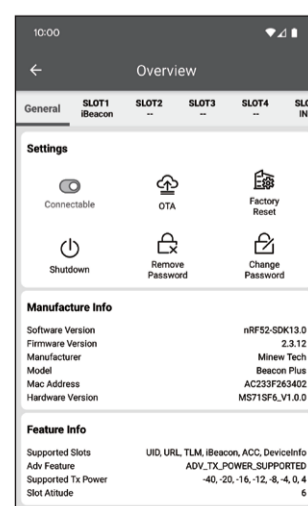 10:00
Overview
General SLOT1 SLOT2 SLOT3 SLOT4 SLO
iBeacon -- -- -- IN
Settings
Connectable OTA Factory
Reset
Shutdown Remove Change
Password Password
Manufacture Info
Software Version nRF52-SDK13.0
Firmware Version 2.3.12
Manufacturer Minew Tech
Model Beacon Plus
Mac Address AC233F263402
Hardware Version MS71SF6_V1.0.0
Feature Info
Supported Slots UID, URL, TLM, iBeacon, ACC, DeviceInfo
Adv Feature ADV_TX_POWER_SUPPORTED
Supported Tx Power -40, -20, -16, -12, -8, -4, 0, 4
Slot Atitude 6